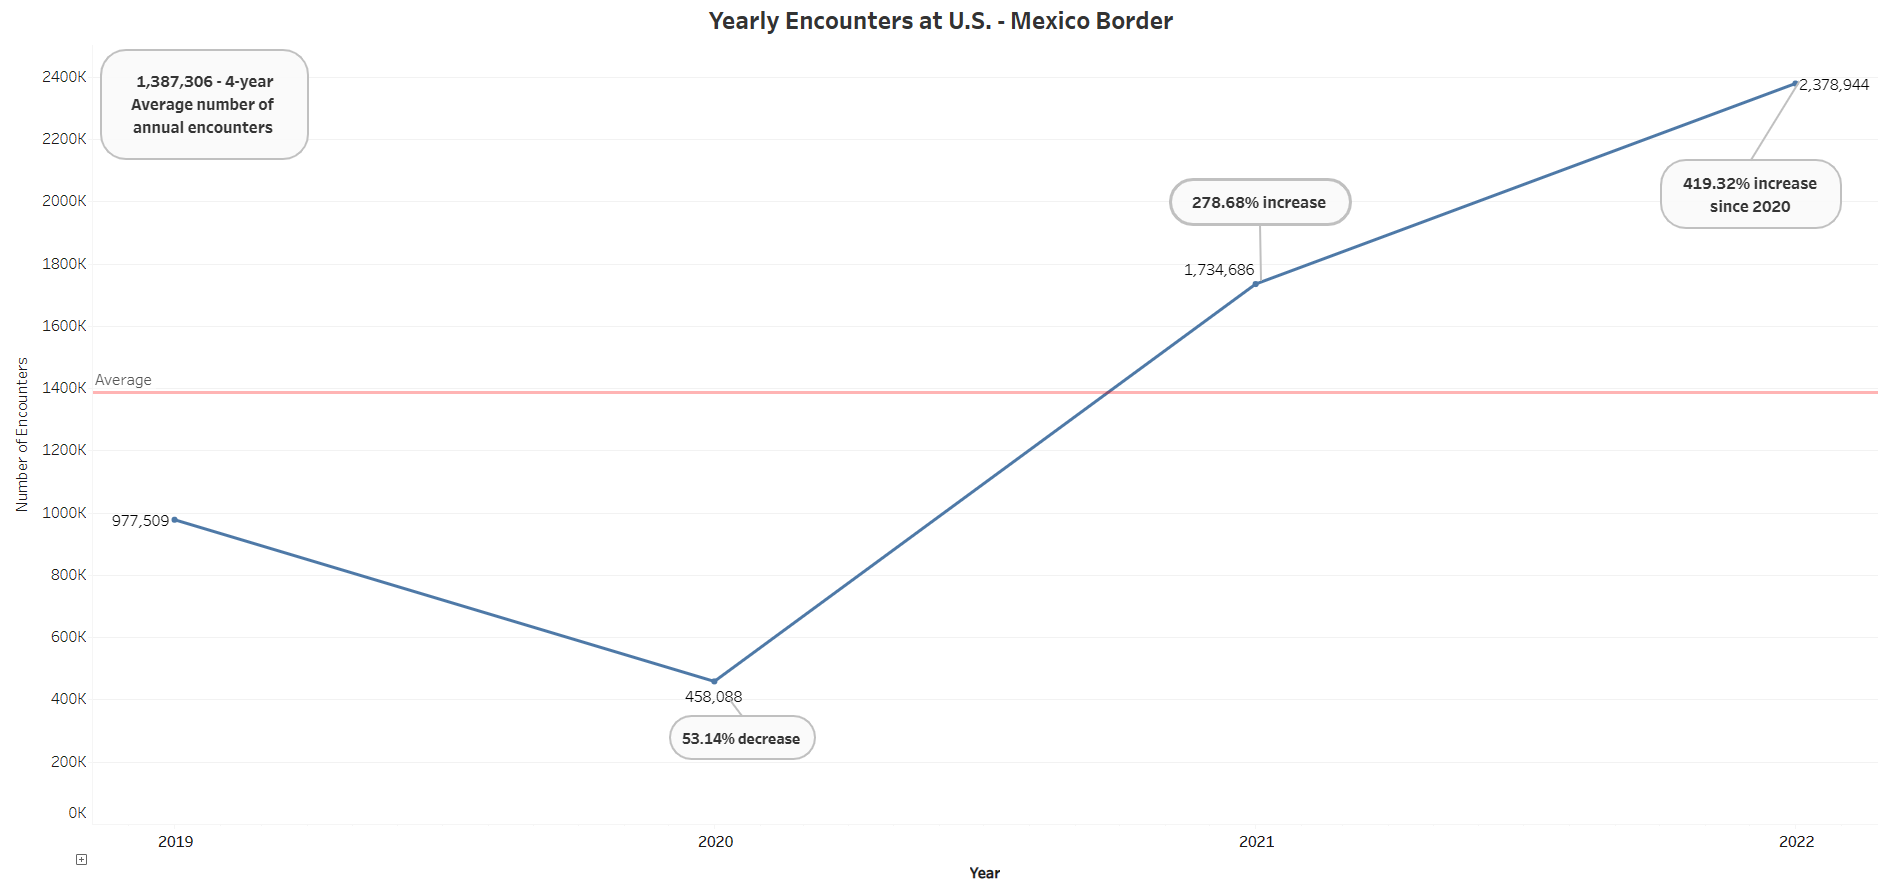 Yearly Encounters at U.S. - Mexico Border
1,387,306 - 4-year
Average number of
annual encounters
2400K
2200K
2000K
1800K
1600K
1400K
1200K
1000K
800K
600K
400K
200K
0K
Number of Encounters
Average
977,509
458,088
53.14% decrease
278.68% increase
1,734,686
2,378,944
419.32% increase
since 2020
2019
2020
2021
2022
Year